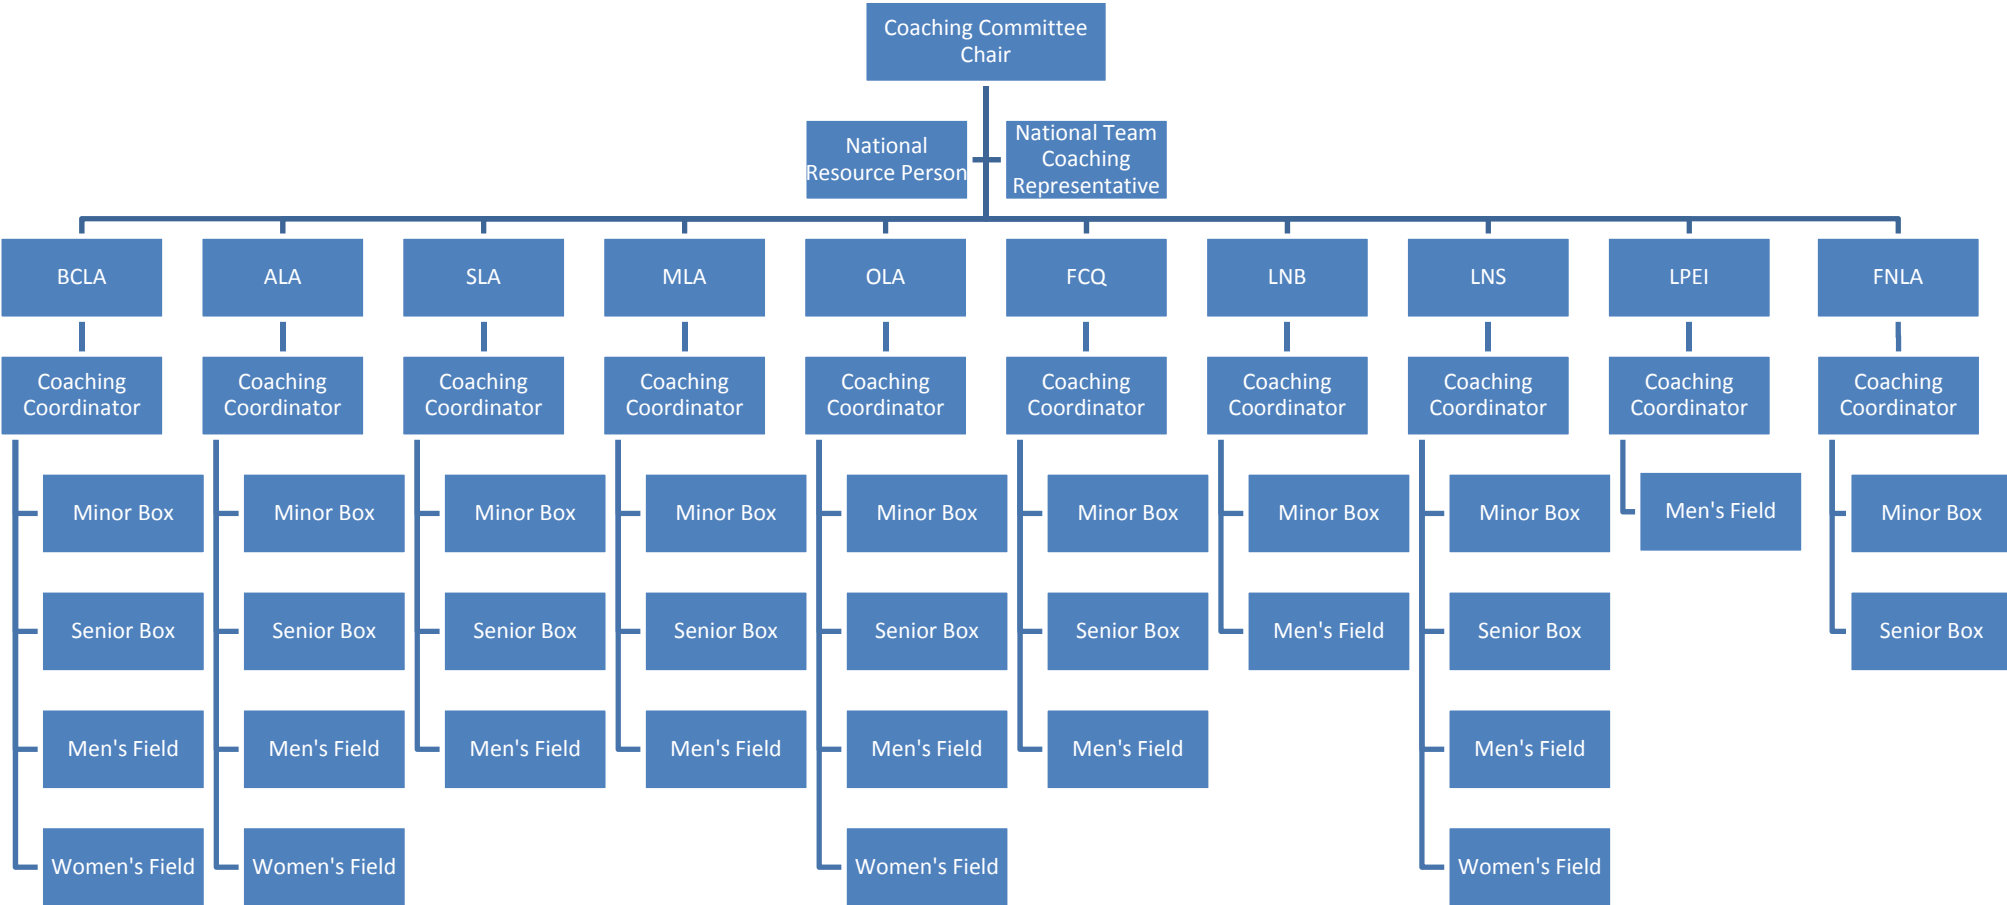 Coaching Committee
Chair
National
Resource Person
National Team
Coaching
Representative
BCLA
ALA
SLA
MLA
OLA
FCQ
LNB
LNS
LPEI
FNLA
Coaching
Coordinator
Coaching
Coordinator
Coaching
Coordinator
Coaching
Coordinator
Coaching
Coordinator
Coaching
Coordinator
Coaching
Coordinator
Coaching
Coordinator
Coaching
Coordinator
Coaching
Coordinator
Minor Box
Minor Box
Minor Box
Minor Box
Minor Box
Minor Box
Minor Box
Minor Box
Men's Field
Minor Box
Senior Box
Senior Box
Senior Box
Senior Box
Senior Box
Senior Box
Men's Field
Senior Box
Senior Box
Men's Field
Men's Field
Men's Field
Men's Field
Men's Field
Men's Field
Men's Field
Women's Field
Women's Field
Women's Field
Women's Field